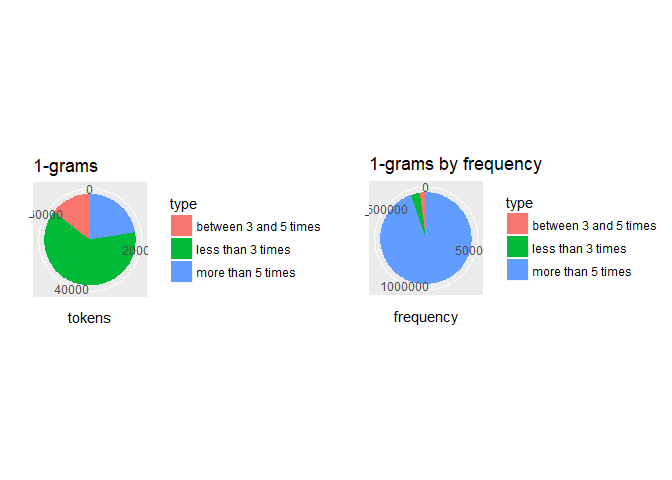 1-grams
0
2000
40000
type
between 3 and 5 times
less than 3 times
more than 5 times
tokens
1-grams by frequency
0
5000
1000000
type
between 3 and 5 times
less than 3 times
more than 5 times
frequency